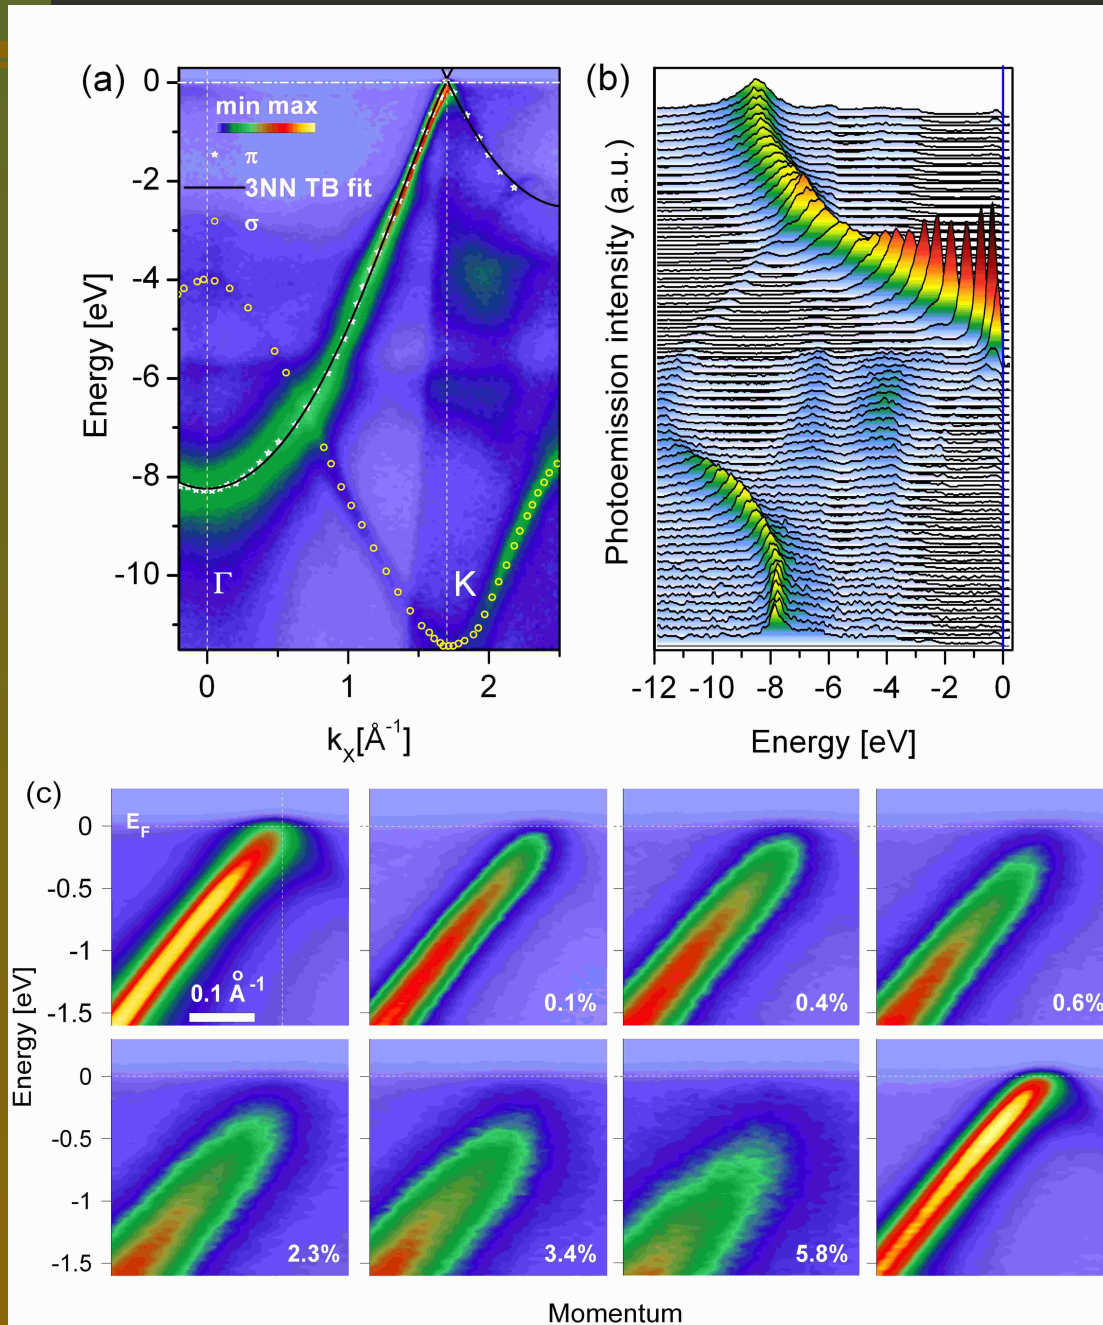 (a)
0
-2
-4
-6
-8
-10
Energy [eV]
min max
π
3NN TB fit
σ
Γ
K
0 1 2
kX[Å-1]
(b)
Photoemission intensity (a.u.)
-12 -10 -8 -6 -4 -2 0
Energy [eV]
(c)
Energy [eV]
0
-0.5
-1
-1.5
EF
0.1 Å-1
0.1%
0.4%
0.6%
0
-0.5
-1
-1.5
2.3%
3.4%
5.8%
Momentum